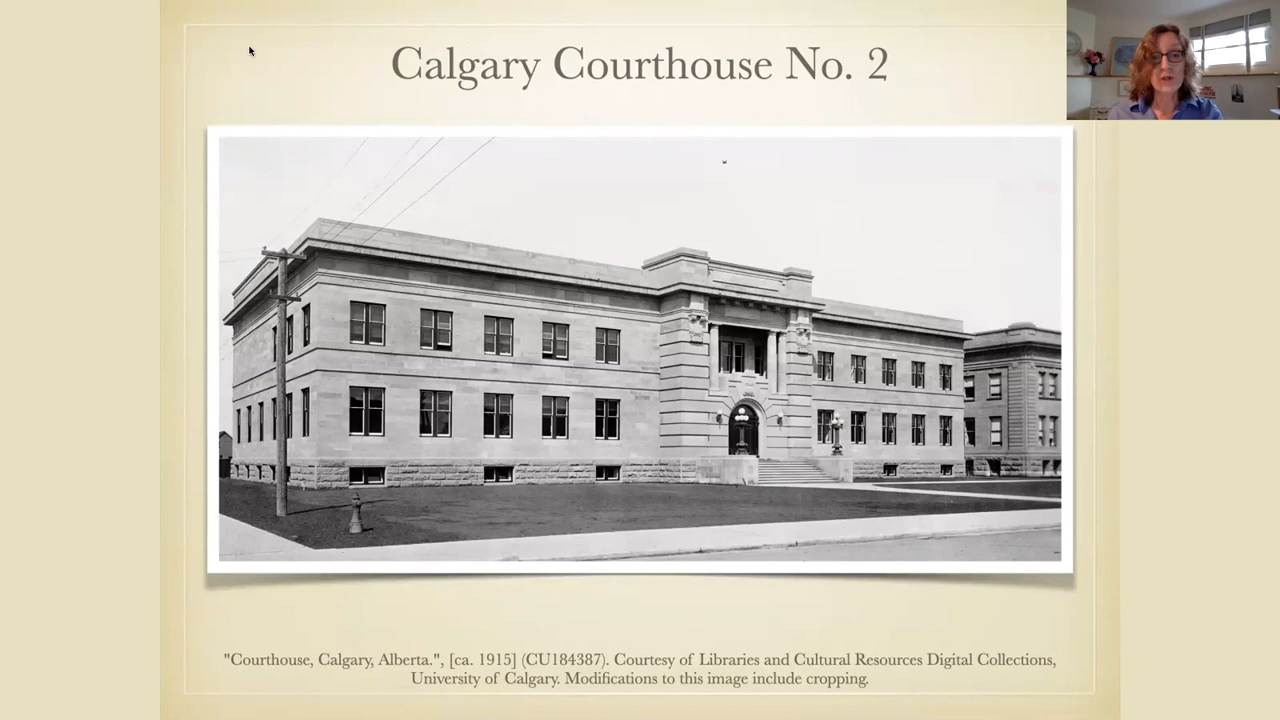 Calgary Courthouse No. 2
"Courthouse, Calgary, Alberta.", [ca. 1915] (CU184387). Courtesy of Libraries and Cultural Resources Digital Collections,
University of Calgary. Modifications to this image include cropping.